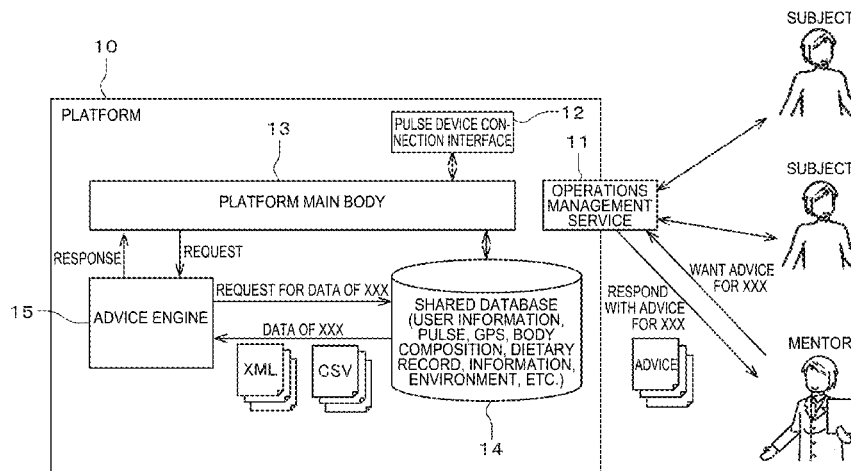 SUBJECT
10
PLATFORM
12
PULSE DEVICE CON-
NECTION INTERFACE
13
11
PLATFORM MAIN BODY
OPERATIONS
MANAGEMENT
SERVICE
SUBJECT
RESPONSE
REQUEST
WANT ADVICE
FOR XXX
15
ADVICE ENGINE
REQUEST FOR DATA OF XXX
DATA OF XXX
XML
CSV
SHARED DATABASE
(USER INFORMATION,
PULSE, GPS, BODY
COMPOSITION, DIETARY
RECORD, INFORMATION,
ENVIRONMENT, ETC.)
14
RESPOND
WITH ADVICE
FOR XXX
ADVICE
MENTOR